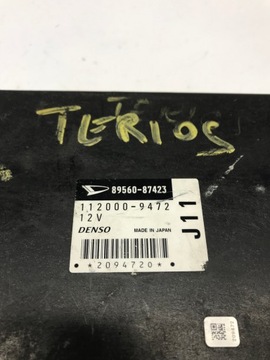 TERIOS
89560-87423
112000-9472
12V
DENSO MADE IN JAPAN
J11
*2094720*